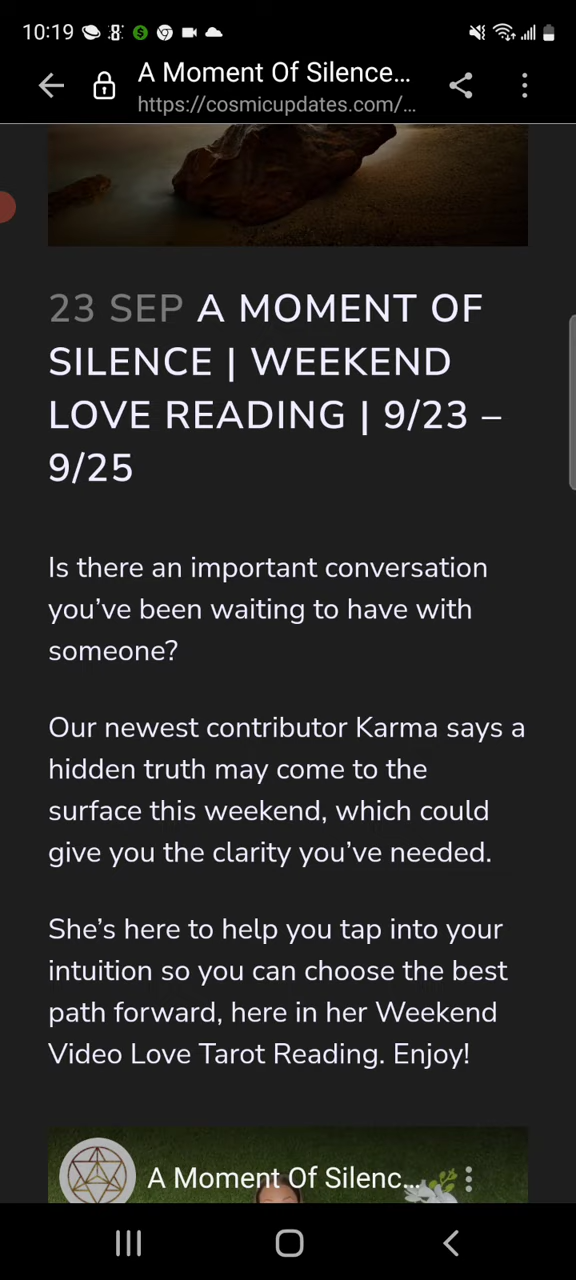 10:19
A Moment Of Silence...
https://cosmicupdates.com/...
23 SEP A MOMENT OF
SILENCE | WEEKEND
LOVE READING | 9/23 –
9/25
Is there an important conversation
you’ve been waiting to have with
someone?
Our newest contributor Karma says a
hidden truth may come to the
surface this weekend, which could
give you the clarity you’ve needed.
She’s here to help you tap into your
intuition so you can choose the best
path forward, here in her Weekend
Video Love Tarot Reading. Enjoy!
A Moment Of Silenc...